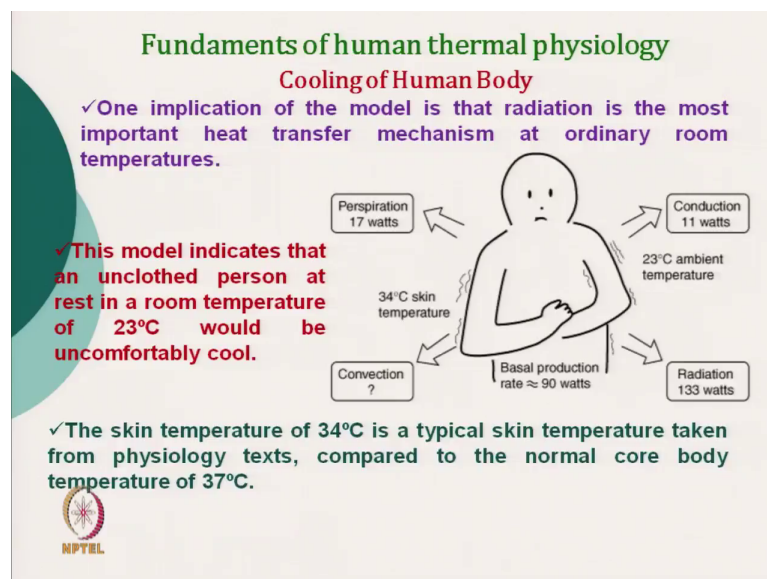 Fundaments of human thermal physiology
Cooling of Human Body
✓One implication of the model is that radiation is the most
important heat transfer mechanism at ordinary room
temperatures.
✓This model indicates that
an unclothed person at
rest in a room temperature
of 23ºC would be
uncomfortably cool.
Perspiration
17 watts
Conduction
11 watts
23°C ambient
temperature
34°C skin
temperature
Convection
?
Basal production
rate ≈ 90 watts
Radiation
133 watts
✓The skin temperature of 34ºC is a typical skin temperature taken
from physiology texts, compared to the normal core body
temperature of 37ºC.
NPTEL